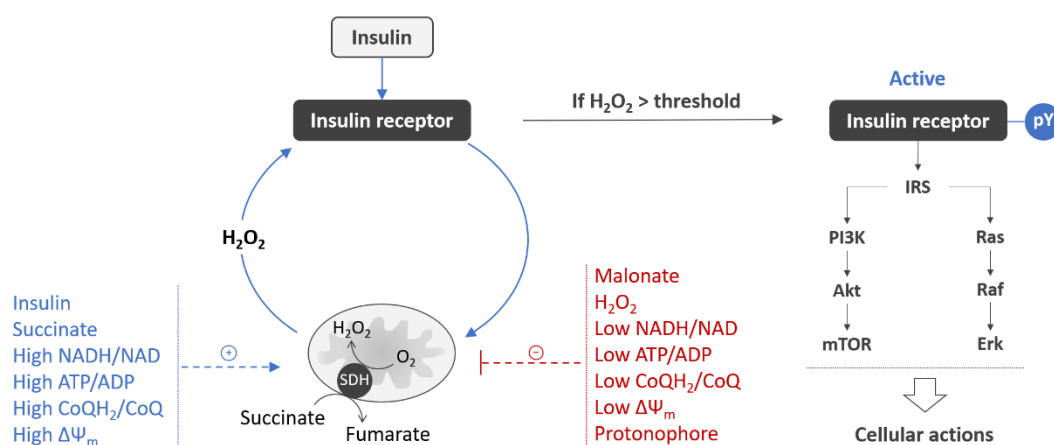 Insulin
Insulin receptor
If H₂O₂ > threshold
Active
Insulin receptor
pY
IRS
PI3K
Ras
Akt
Raf
mTOR
Erk
Cellular actions
H₂O₂
Insulin
Succinate
High NADH/NAD
High ATP/ADP
High CoQH₂/CoQ
High ΔΨₘ
+
H₂O₂
O₂
SDH
Succinate
Fumarate
−
Malonate
H₂O₂
Low NADH/NAD
Low ATP/ADP
Low CoQH₂/CoQ
Low ΔΨₘ
Protonophore